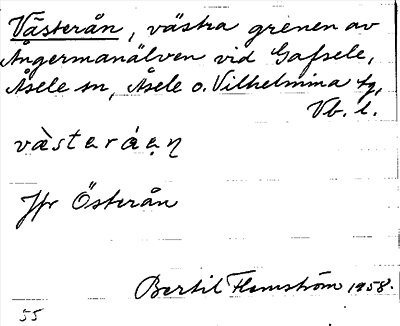 Västerån, västra grenen av
Ångermanälven vid Gafsele,
Åsele sn, Åsele o. Vilhelmina tg,
Vb. l.
Jfr Österån
Bertil Flemström 1958.
55